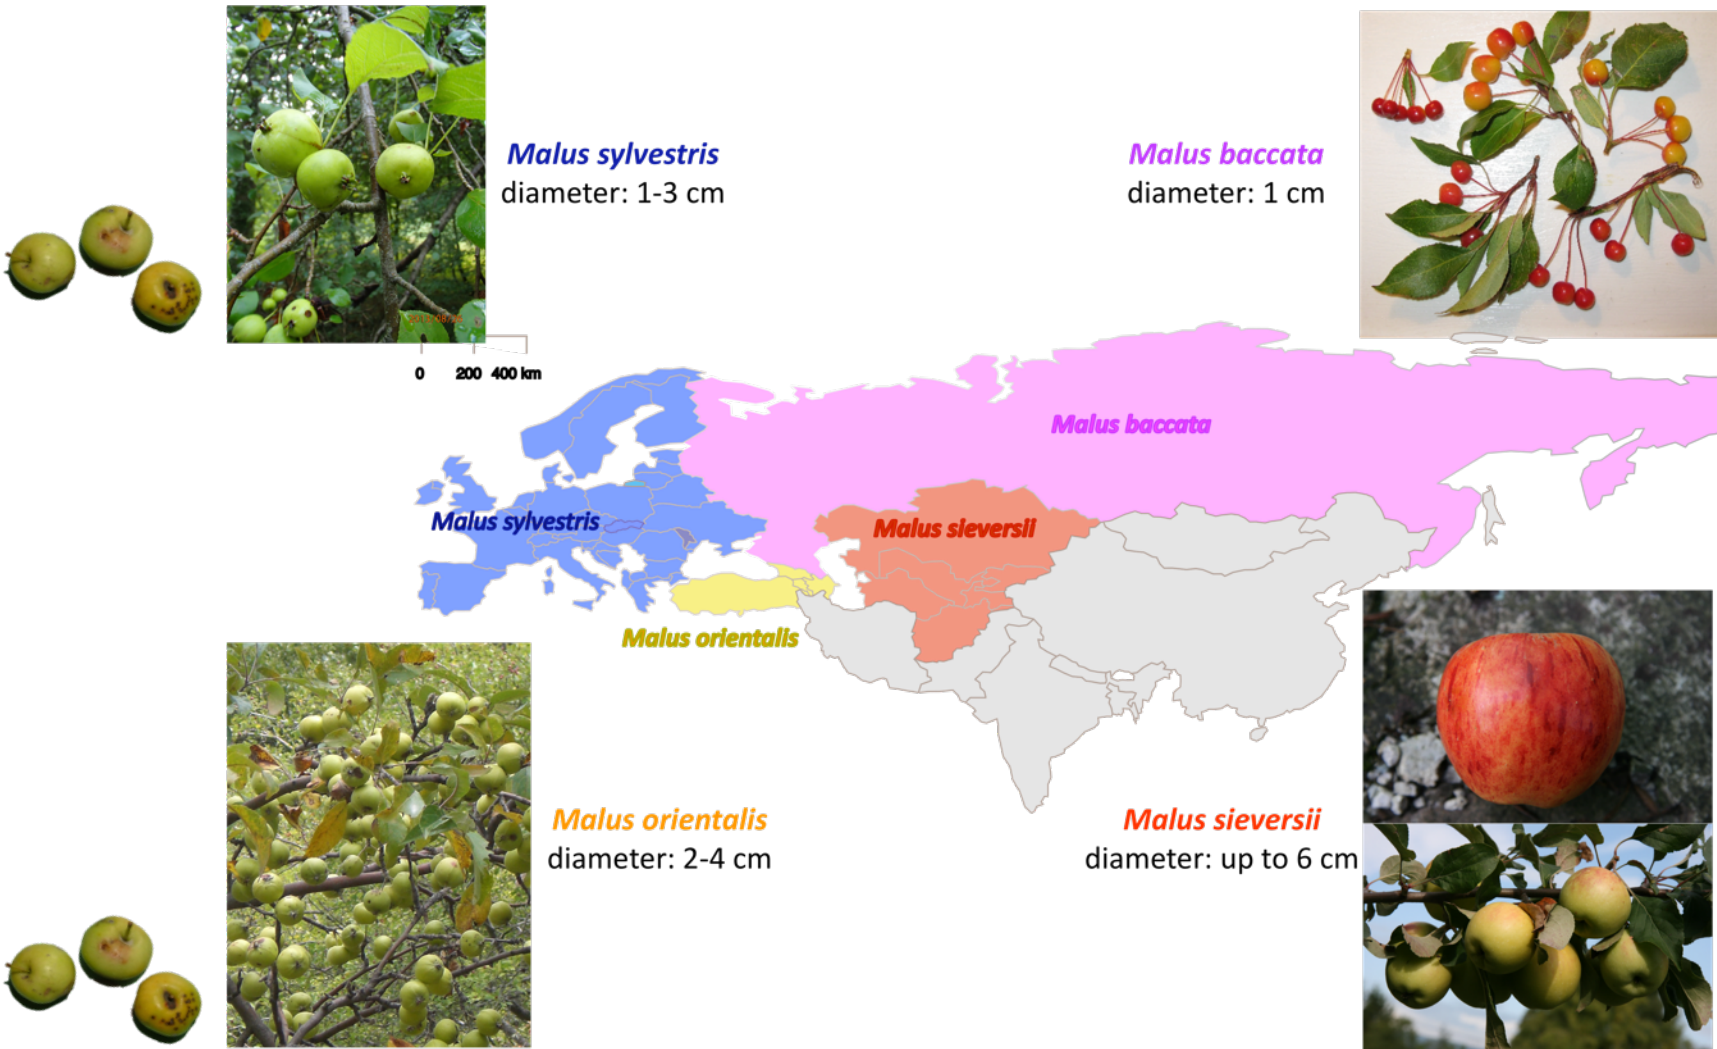 Malus sylvestris
diameter: 1-3 cm
Malus baccata
diameter: 1 cm
0 200 400 km
Malus baccata
Malus sylvestris
Malus sieversii
Malus orientalis
Malus orientalis
diameter: 2-4 cm
Malus sieversii
diameter: up to 6 cm